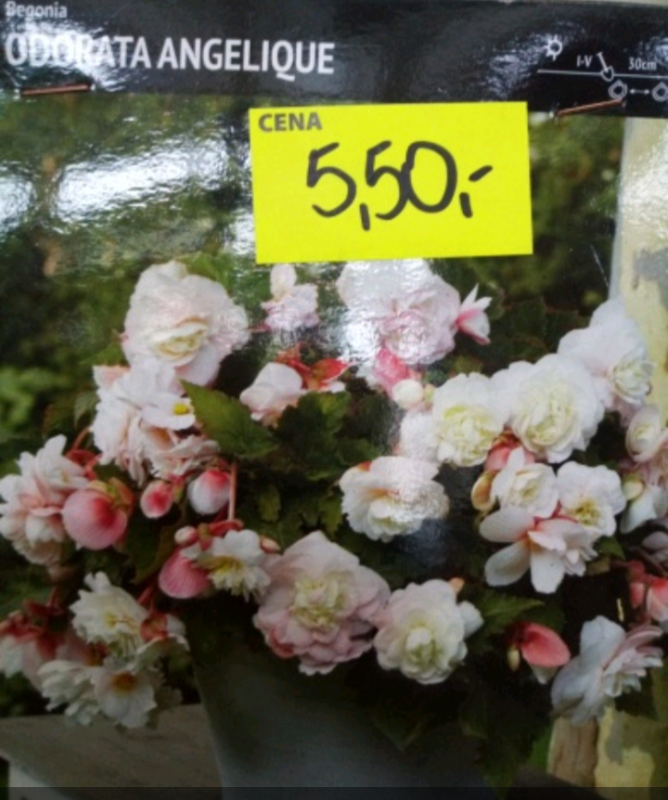 Begonia
ODORATA ANGELIQUE
I-V
30cm
CENA
5,50,-